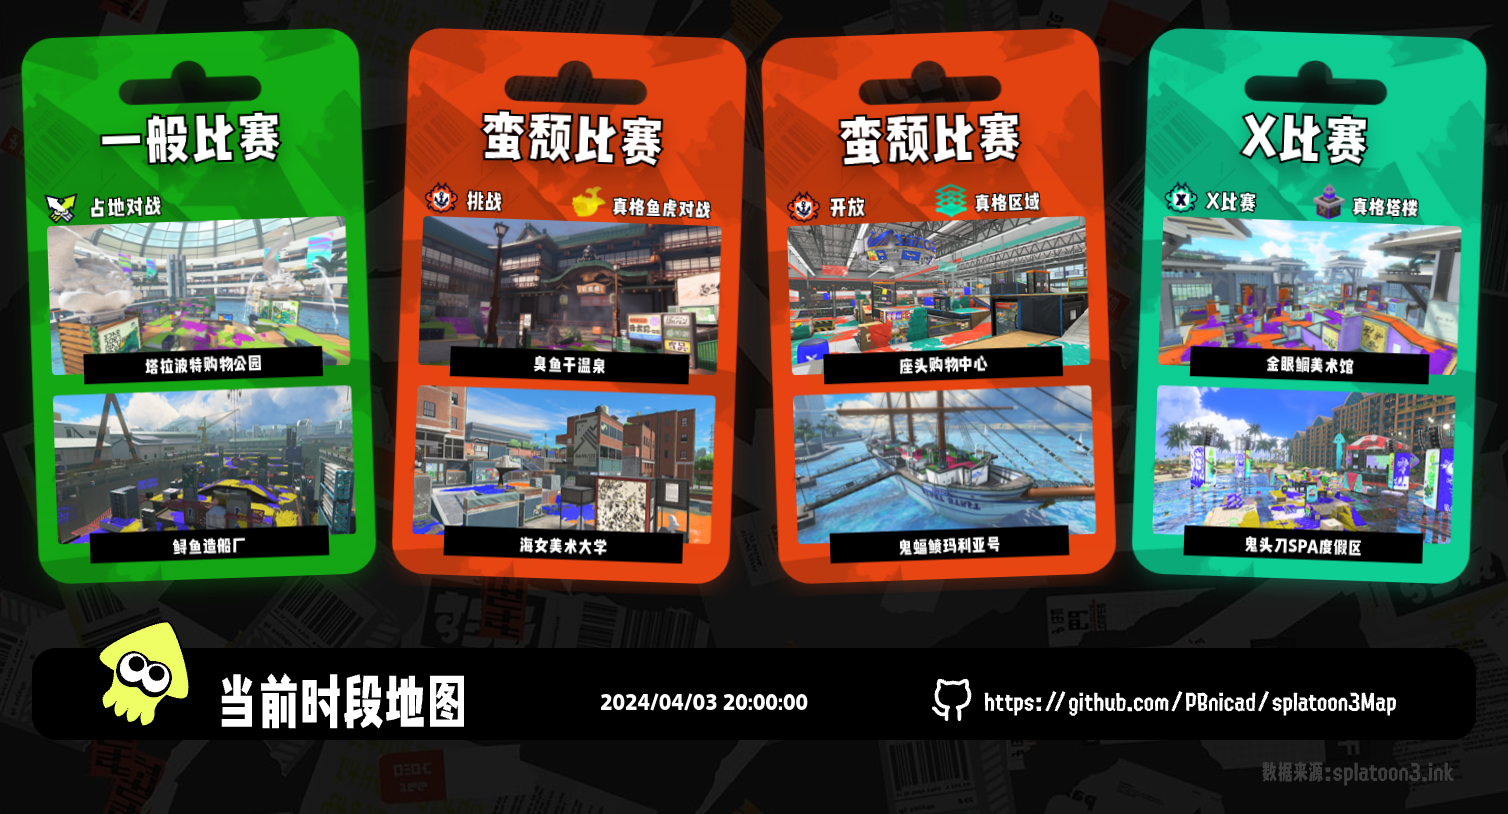 一般比赛
占地对战
塔拉波特购物公园
鲟鱼造船厂
蛮颓比赛
挑战
真格鱼虎对战
臭鱼干温泉
海女美术大学
蛮颓比赛
开放
真格区域
座头购物中心
鬼蝠鲼玛利亚号
X比赛
X比赛
真格塔楼
金眼鲷美术馆
鬼头刀SPA度假区
当前时段地图
2024/04/03 20:00:00
https://github.com/PBnicad/splatoon3Map
数据来源:splatoon3.ink